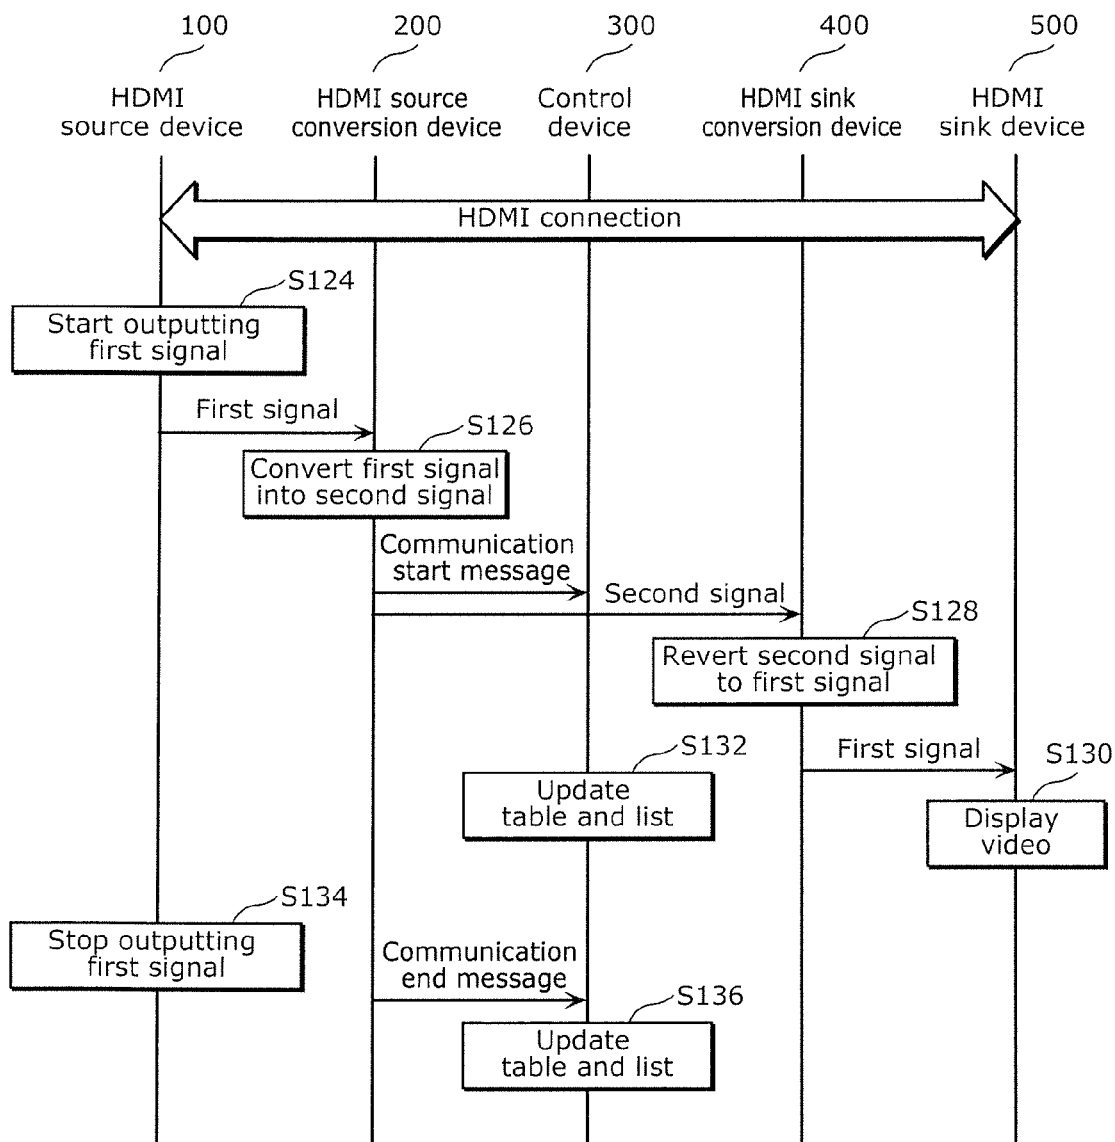 100
200
300
400
500
HDMI
source device
HDMI source
conversion device
Control
device
HDMI sink
conversion device
HDMI
sink device
HDMI connection
S124
Start outputting
first signal
First signal
S126
Convert first signal
into second signal
Communication
start message
Second signal
S128
Revert second signal
to first signal
First signal
S132
Update
table and list
S130
Display
video
S134
Stop outputting
first signal
Communication
end message
S136
Update
table and list